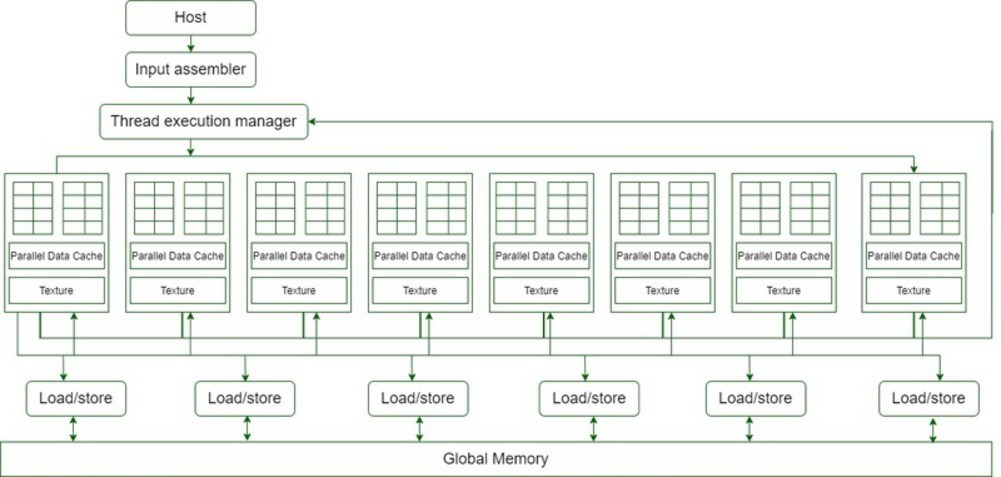 Host
Input assembler
Thread execution manager
Parallel Data Cache
Parallel Data Cache
Parallel Data Cache
Parallel Data Cache
Parallel Data Cache
Parallel Data Cache
Parallel Data Cache
Parallel Data Cache
Texture
Texture
Texture
Texture
Texture
Texture
Texture
Texture
Load/store
Load/store
Load/store
Load/store
Load/store
Load/store
Global Memory